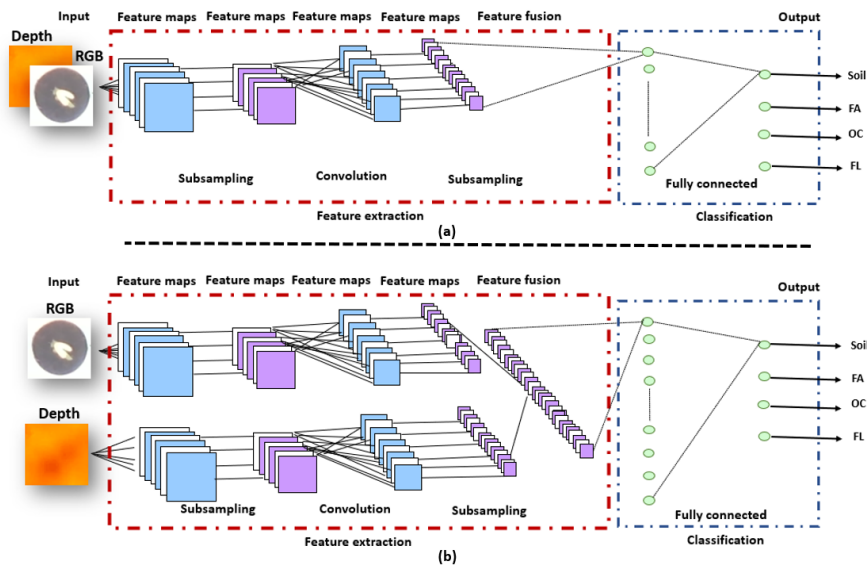 Input Feature maps Feature maps Feature maps Feature maps Feature fusion Output
Depth
RGB
Soil
FA
OC
FL
Subsampling Convolution Subsampling Fully connected
Feature extraction Classification
(a)
Input Feature maps Feature maps Feature maps Feature maps Feature fusion Output
RGB
Soil
FA
OC
Depth
FL
Subsampling Convolution Subsampling Fully connected
Feature extraction Classification
(b)